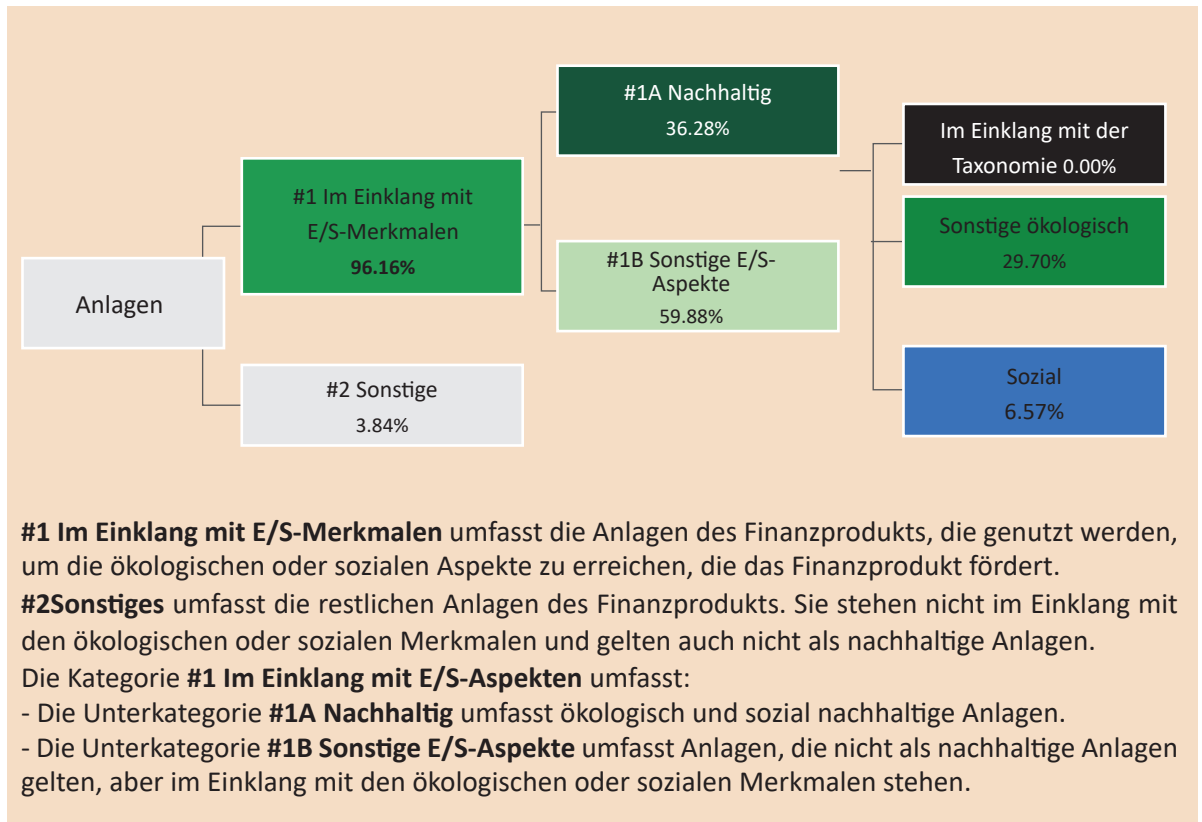 Anlagen
#1 Im Einklang mit
E/S-Merkmalen
96.16%
#2 Sonstige
3.84%
#1A Nachhaltig
36.28%
#1B Sonstige E/S-
Aspekte
59.88%
Im Einklang mit der
Taxonomie 0.00%
Sonstige ökologisch
29.70%
Sozial
6.57%
#1 Im Einklang mit E/S-Merkmalen umfasst die Anlagen des Finanzprodukts, die genutzt werden,
um die ökologischen oder sozialen Aspekte zu erreichen, die das Finanzprodukt fördert.
#2Sonstiges umfasst die restlichen Anlagen des Finanzprodukts. Sie stehen nicht im Einklang mit
den ökologischen oder sozialen Merkmalen und gelten auch nicht als nachhaltige Anlagen.
Die Kategorie #1 Im Einklang mit E/S-Aspekten umfasst:
- Die Unterkategorie #1A Nachhaltig umfasst ökologisch und sozial nachhaltige Anlagen.
- Die Unterkategorie #1B Sonstige E/S-Aspekte umfasst Anlagen, die nicht als nachhaltige Anlagen
gelten, aber im Einklang mit den ökologischen oder sozialen Merkmalen stehen.